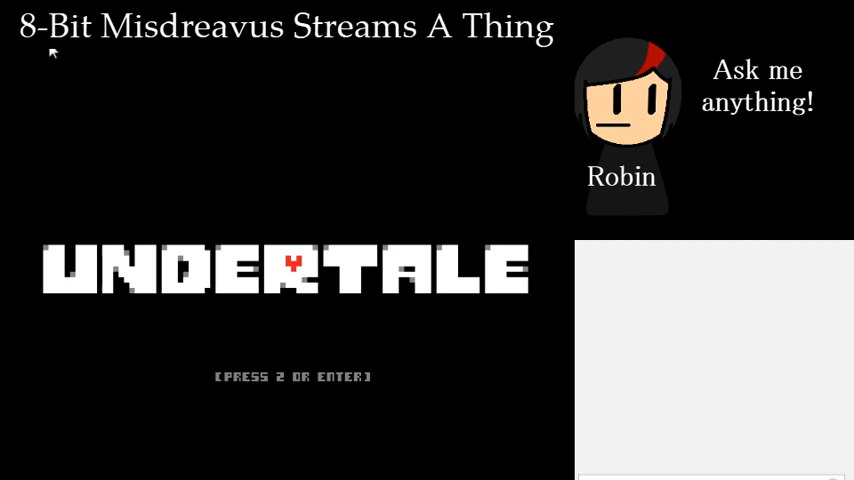 8-Bit Misdreavus Streams A Thing
Ask me
anything!
Robin
UNDERTALE
[PRESS Z OR ENTER]